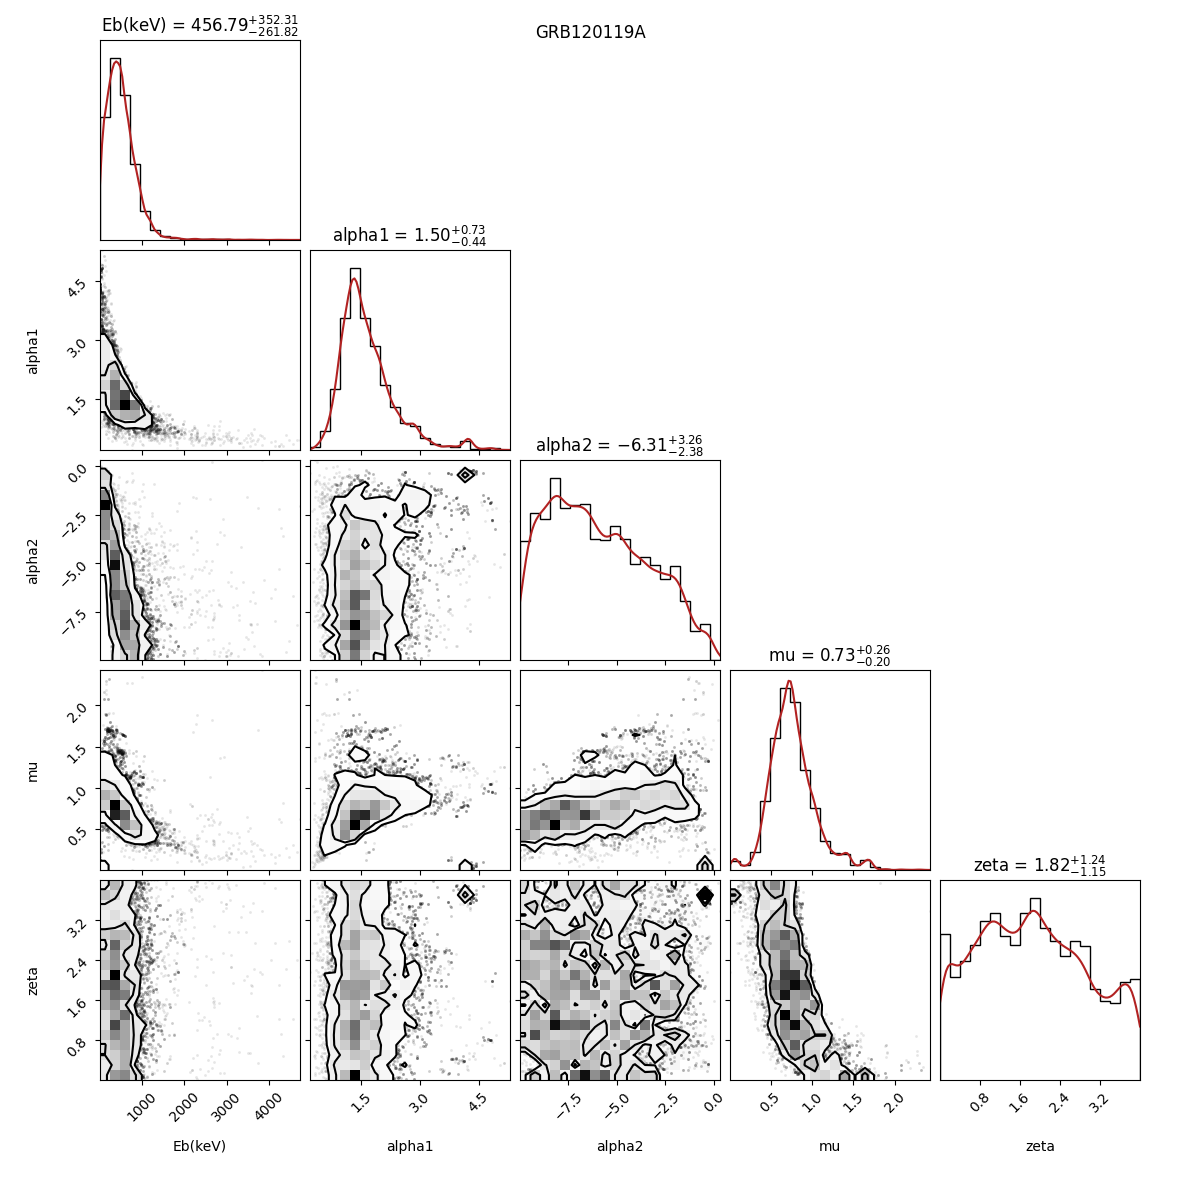 GRB120119A
Eb(keV) = 456.79+352.31−261.82
alpha1 = 1.50+0.73−0.44
alpha1
4.5
3.0
1.5
alpha2 = −6.31+3.26−2.38
alpha2
0.0
−2.5
−5.0
−7.5
mu = 0.73+0.26−0.20
mu
2.0
1.5
1.0
0.5
zeta = 1.82+1.24−1.15
zeta
3.2
2.4
1.6
0.8
1000 2000 3000 4000
1.5 3.0 4.5
−7.5 −5.0 −2.5 0.0
0.5 1.0 1.5 2.0
0.8 1.6 2.4 3.2
Eb(keV) alpha1 alpha2 mu zeta